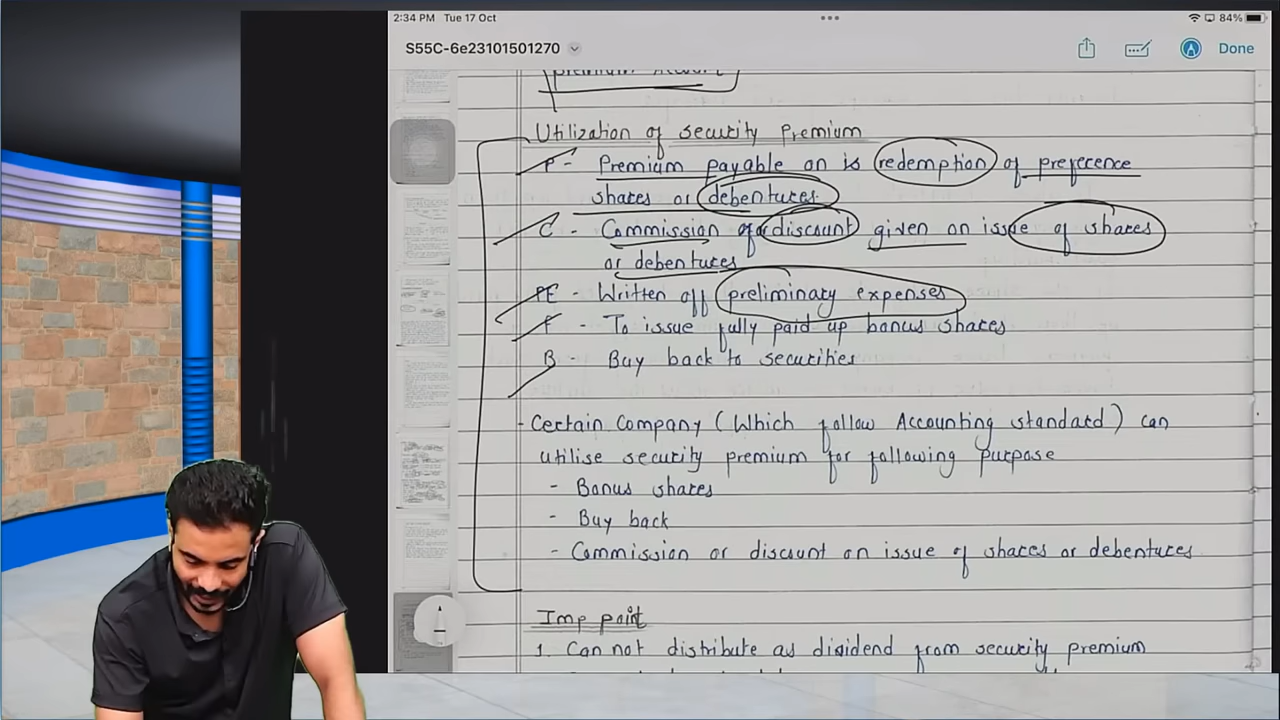 2:34 PM Tue 17 Oct
84%
S55C-6e23101501270
Done
premium Account
Utilization of security Premium
P - Premium payable on is redemption of preference
shares or debentures.
C - Commission of discount given on issue of shares
or debentures
PE - Written off preliminary expenses
F - To issue fully paid up bonus shares
B - Buy back to securities
- Certain Company (Which follow Accounting standard) can
utilise security premium for following purpose
- Bonus shares
- Buy back
- Commission or discount on issue of shares or debentures
Imp point
1. Can not distribute as dividend from security premium